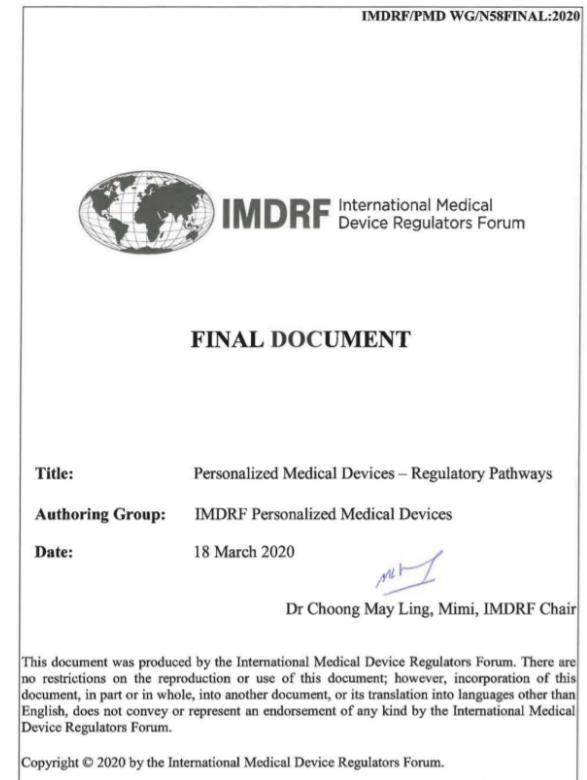 IMDRF/PMD WG/N58FINAL:2020
IMDRF International Medical
Device Regulators Forum
FINAL DOCUMENT
Title: Personalized Medical Devices – Regulatory Pathways
Authoring Group: IMDRF Personalized Medical Devices
Date: 18 March 2020
Dr Choong May Ling, Mimi, IMDRF Chair
This document was produced by the International Medical Device Regulators Forum. There are
no restrictions on the reproduction or use of this document; however, incorporation of this
document, in part or in whole, into another document, or its translation into languages other than
English, does not convey or represent an endorsement of any kind by the International Medical
Device Regulators Forum.
Copyright © 2020 by the International Medical Device Regulators Forum.